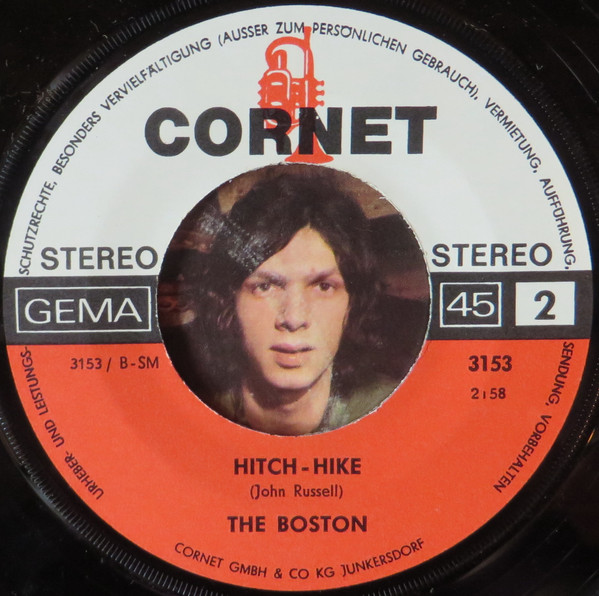 SCHUTZRECHTE, BESONDERS VERVIELFÄLTIGUNG (AUSSER ZUM PERSÖNLICHEN GEBRAUCH), VERMIETUNG, AUFFÜHRUNG,
CORNET
STEREO
STEREO
GEMA
45
2
3153 / B-SM
3153
2:58
URHEBER- UND LEISTUNGS-
SENDUNG, VORBEHALTEN
HITCH-HIKE
(John Russell)
THE BOSTON
CORNET GMBH & CO KG JUNKERSDORF